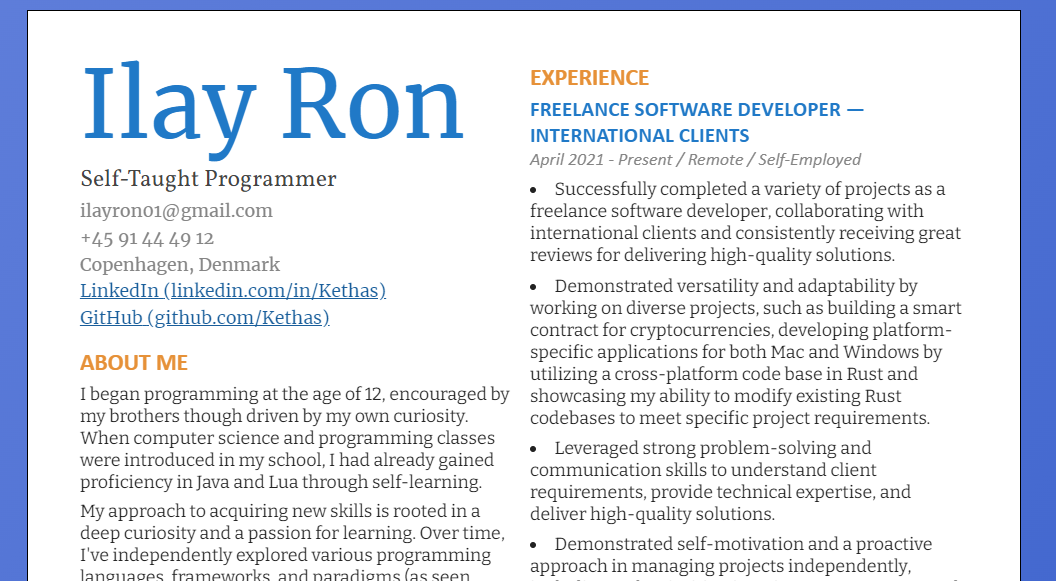 Ilay Ron
Self-Taught Programmer
ilayron01@gmail.com
+45 91 44 49 12
Copenhagen, Denmark
LinkedIn (linkedin.com/in/Kethas)
GitHub (github.com/Kethas)
ABOUT ME
I began programming at the age of 12, encouraged by
my brothers though driven by my own curiosity.
When computer science and programming classes
were introduced in my school, I had already gained
proficiency in Java and Lua through self-learning.
My approach to acquiring new skills is rooted in a
deep curiosity and a passion for learning. Over time,
I've independently explored various programming
languages, frameworks, and paradigms (as seen
EXPERIENCE
FREELANCE SOFTWARE DEVELOPER —
INTERNATIONAL CLIENTS
April 2021 - Present / Remote / Self-Employed
• Successfully completed a variety of projects as a
freelance software developer, collaborating with
international clients and consistently receiving great
reviews for delivering high-quality solutions.
• Demonstrated versatility and adaptability by
working on diverse projects, such as building a smart
contract for cryptocurrencies, developing platform-
specific applications for both Mac and Windows by
utilizing a cross-platform code base in Rust and
showcasing my ability to modify existing Rust
codebases to meet specific project requirements.
• Leveraged strong problem-solving and
communication skills to understand client
requirements, provide technical expertise, and
deliver high-quality solutions.
• Demonstrated self-motivation and a proactive
approach in managing projects independently,